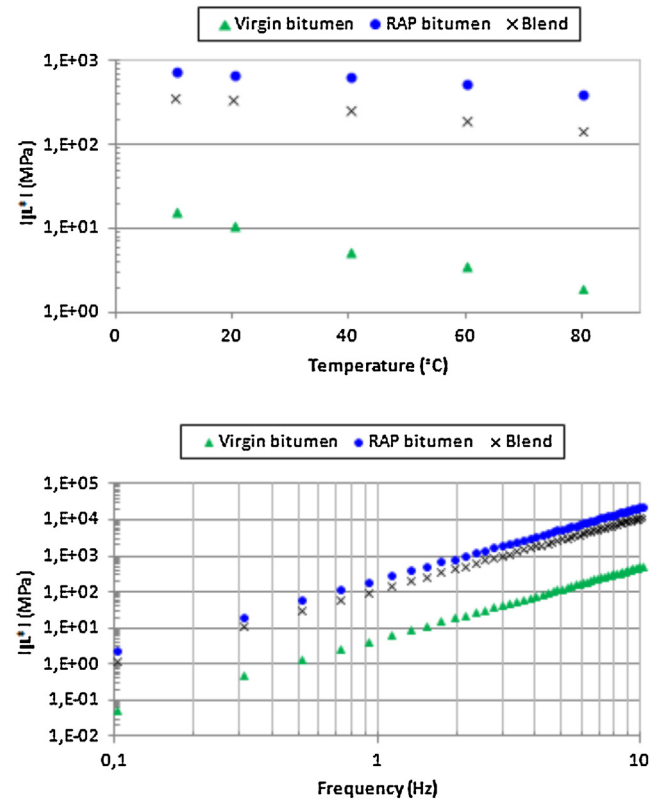 Virgin bitumen RAP bitumen Blend
1,E+03
1,E+02
1,E+01
1,E+00
|μ*| (MPa)
0 20 40 60 80
Temperature (°C)
Virgin bitumen RAP bitumen Blend
1,E+05
1,E+04
1,E+03
1,E+02
1,E+01
1,E+00
1,E-01
1,E-02
|μ*| (MPa)
0,1 1 10
Frequency (Hz)